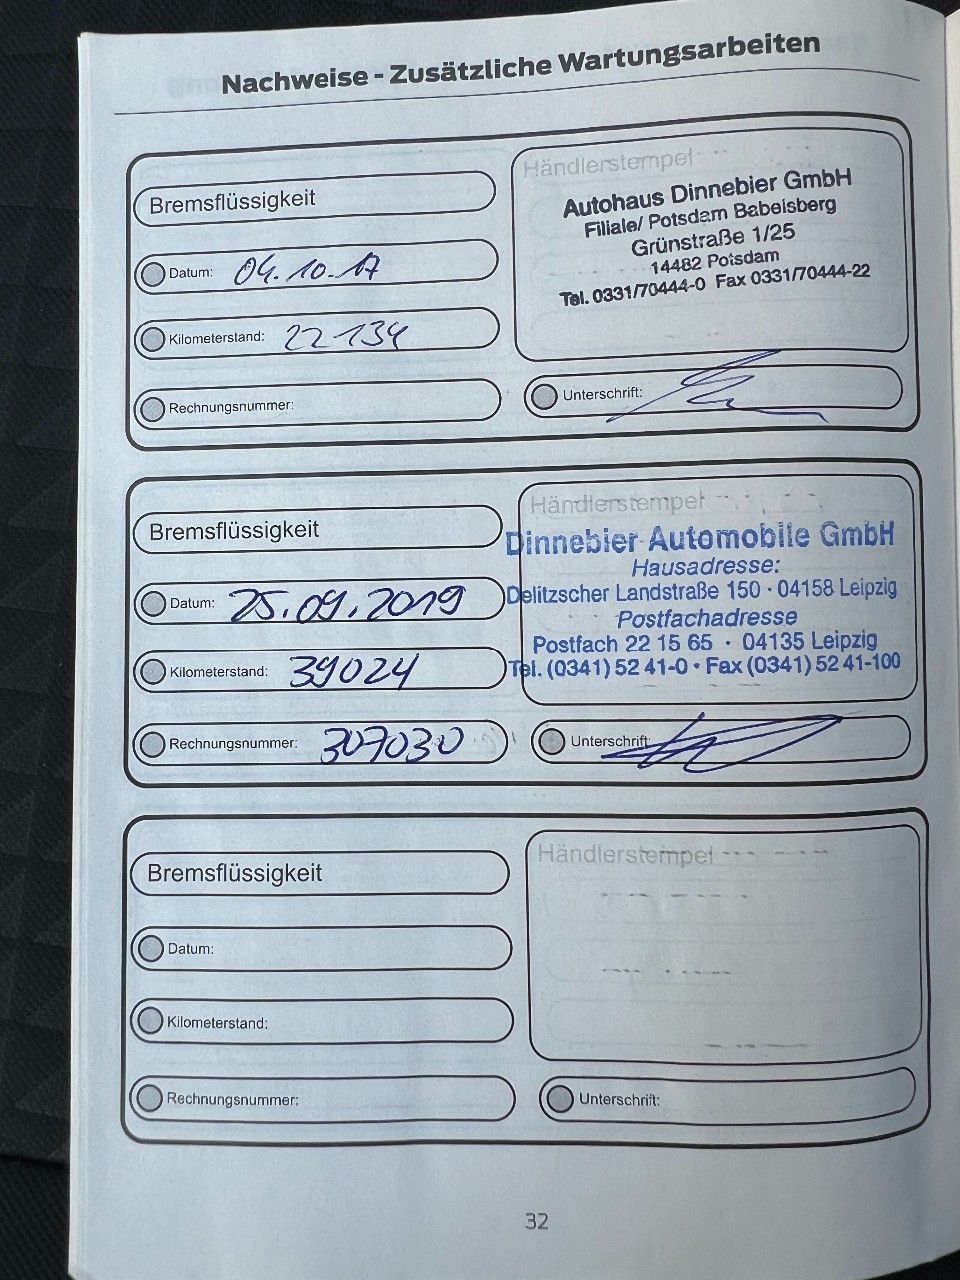 Nachweise - Zusätzliche Wartungsarbeiten
Bremsflüssigkeit
Datum: 04.10.17
Kilometerstand: 22134
Rechnungsnummer:
Händlerstempel
Autohaus Dinnebier GmbH
Filiale/ Potsdam Babelsberg
Grünstraße 1/25
14482 Potsdam
Tel. 0331/70444-0 Fax 0331/70444-22
Unterschrift:
Bremsflüssigkeit
Datum: 25.09.2019
Kilometerstand: 39024
Rechnungsnummer: 307030
Händlerstempel
Dinnebier Automobile GmbH
Hausadresse:
Delitzscher Landstraße 150 · 04158 Leipzig
Postfachadresse
Postfach 22 15 65 · 04135 Leipzig
Tel. (0341) 52 41-0 • Fax (0341) 52 41-100
Unterschrift:
Bremsflüssigkeit
Datum:
Kilometerstand:
Rechnungsnummer:
Händlerstempel
Unterschrift:
32